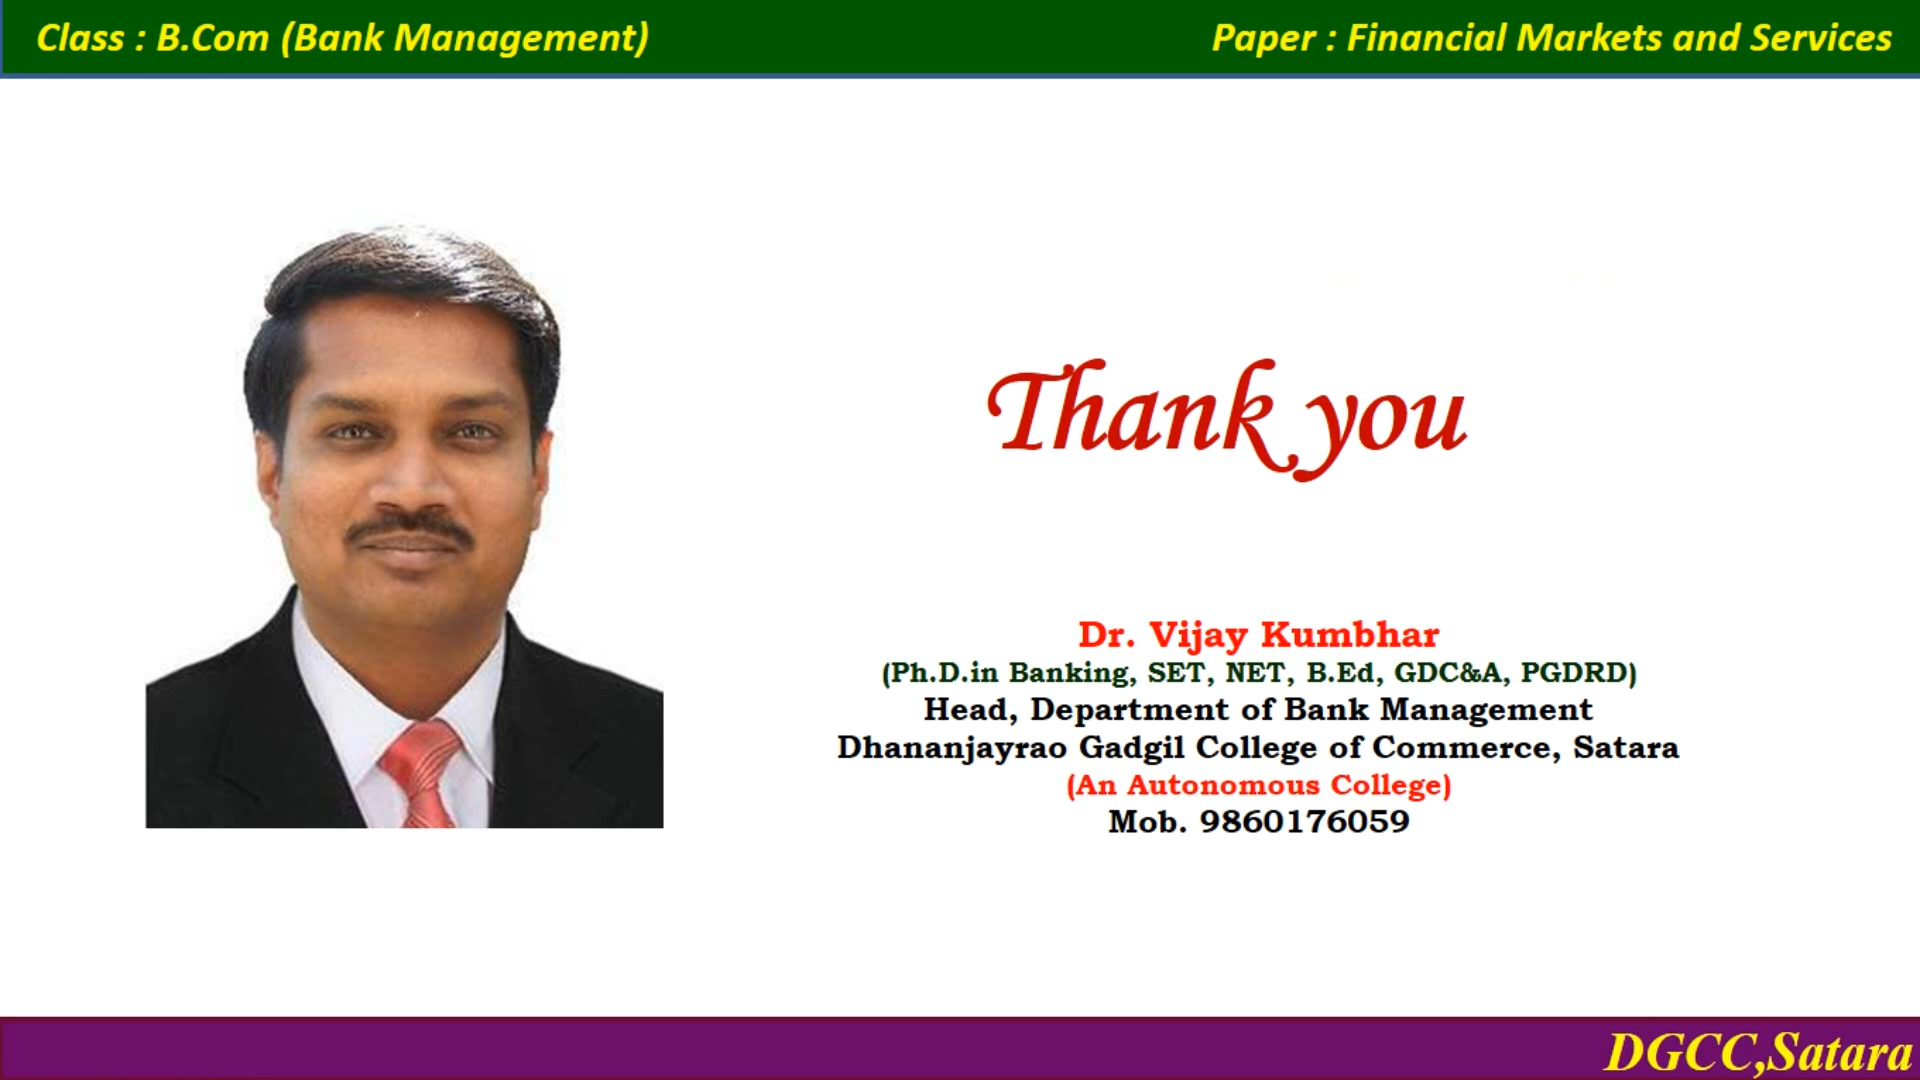 Class : B.Com (Bank Management)
Paper : Financial Markets and Services
Thank you
Dr. Vijay Kumbhar
(Ph.D.in Banking, SET, NET, B.Ed, GDC&A, PGDRD)
Head, Department of Bank Management
Dhananjayrao Gadgil College of Commerce, Satara
(An Autonomous College)
Mob. 9860176059
DGCC,Satara